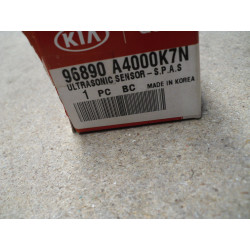 KIA
96890 A4000K7N
ULTRASONIC SENSOR-S.P.A.S
1 PC BC MADE IN KOREA